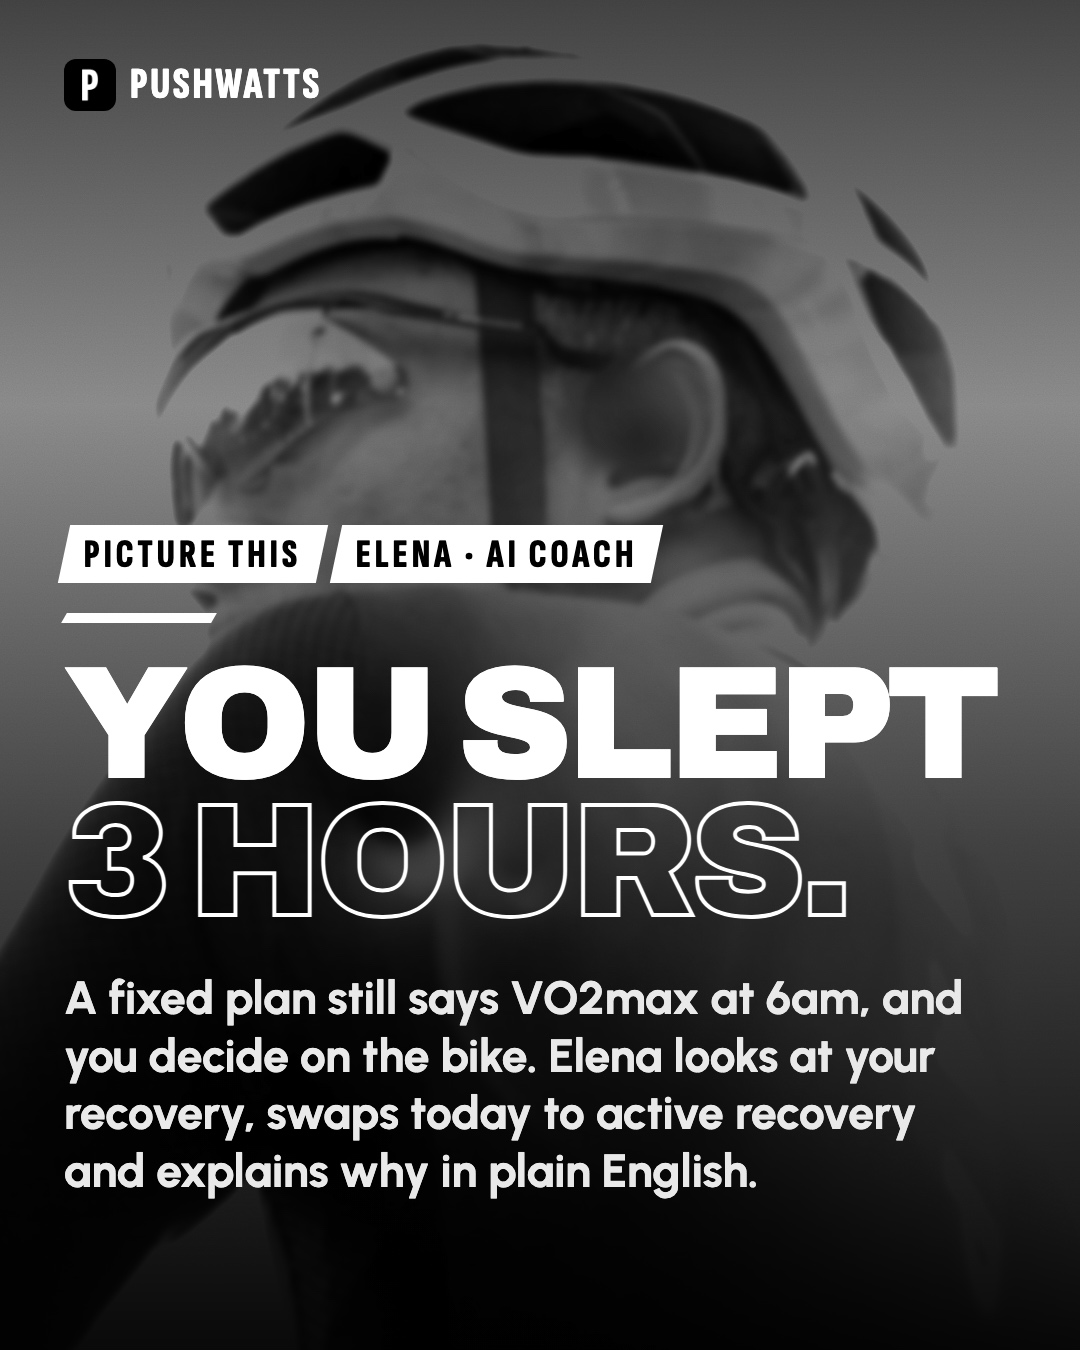 P PUSHWATTS
PICTURE THIS ELENA · AI COACH
YOU SLEPT
3 HOURS.
A fixed plan still says VO2max at 6am, and
you decide on the bike. Elena looks at your
recovery, swaps today to active recovery
and explains why in plain English.